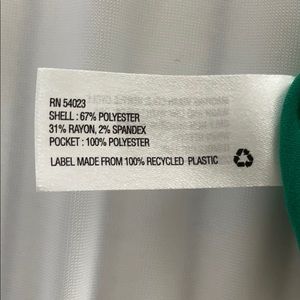 RN 54023
SHELL : 67% POLYESTER
31% RAYON, 2% SPANDEX
POCKET : 100% POLYESTER
LABEL MADE FROM 100% RECYCLED PLASTIC